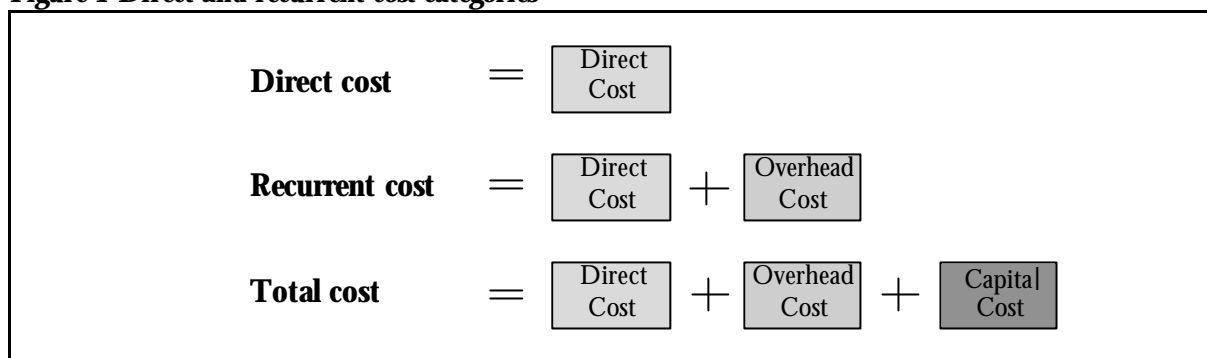 Figure 1 Direct and recurrent cost categories
Direct cost = Direct Cost
Recurrent cost = Direct Cost + Overhead Cost
Total cost = Direct Cost + Overhead Cost + Capital Cost